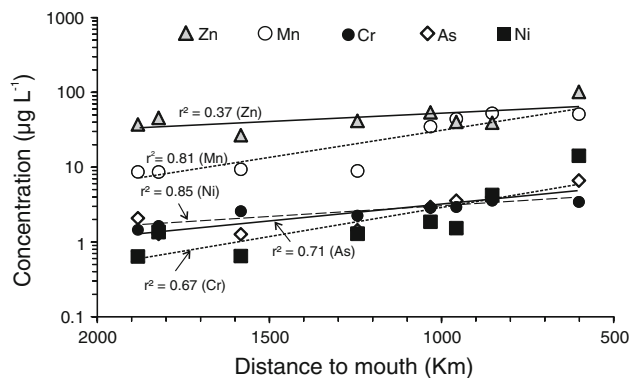 Zn Mn Cr As Ni
1000
100
10
1
0.1
Concentration (µg L⁻¹)
r² = 0.37 (Zn)
r² = 0.81 (Mn)
r² = 0.85 (Ni)
r² = 0.71 (As)
r² = 0.67 (Cr)
2000 1500 1000 500
Distance to mouth (Km)